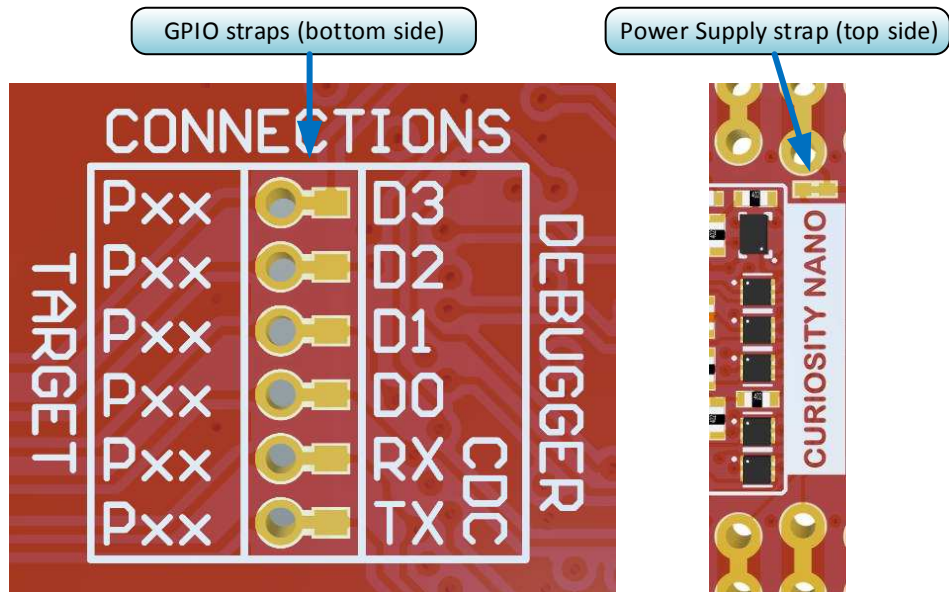 GPIO straps (bottom side)
Power Supply strap (top side)
CONNECTIONS
Pxx D3
Pxx D2
Pxx D1
Pxx D0
Pxx RX
Pxx TX
TARGET
CDC
DEBUGGER
CURIOSITY NANO